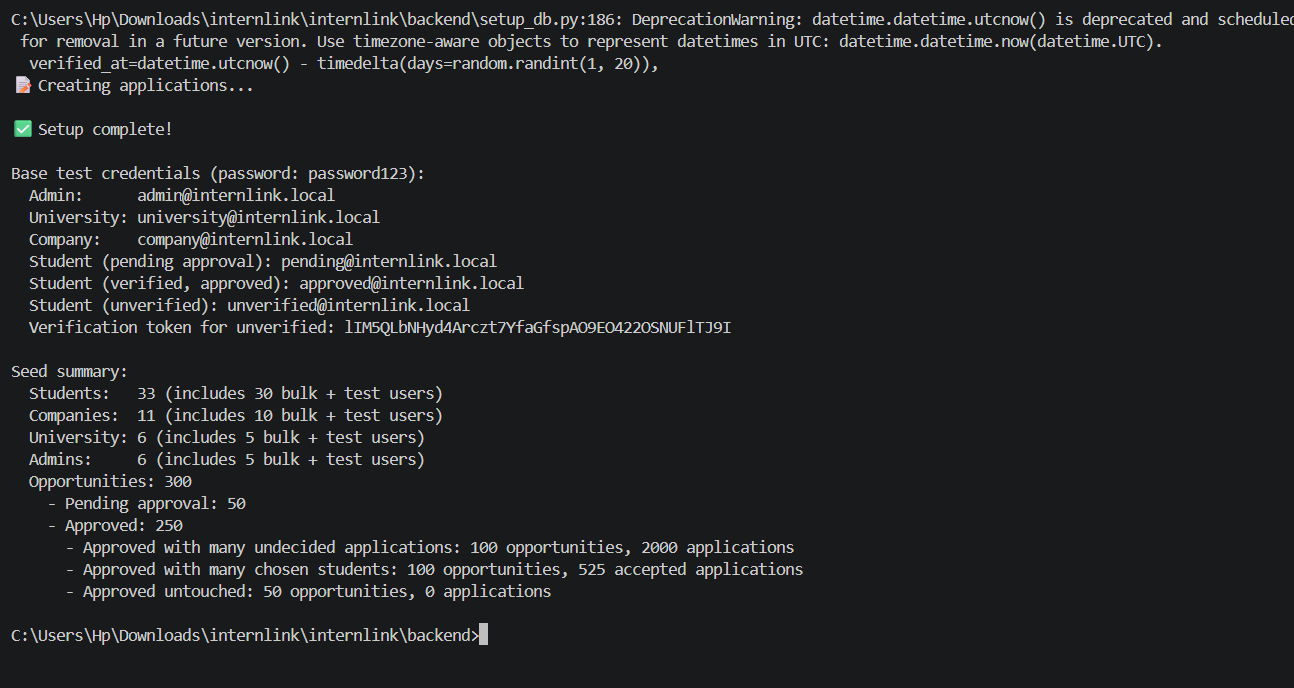 C:\Users\Hp\Downloads\internlink\internlink\backend\setup_db.py:186: DeprecationWarning: datetime.datetime.utcnow() is deprecated and scheduled
for removal in a future version. Use timezone-aware objects to represent datetimes in UTC: datetime.datetime.now(datetime.UTC).
verified_at=datetime.utcnow() - timedelta(days=random.randint(1, 20)),
📝 Creating applications...
✅ Setup complete!
Base test credentials (password: password123):
Admin: admin@internlink.local
University: university@internlink.local
Company: company@internlink.local
Student (pending approval): pending@internlink.local
Student (verified, approved): approved@internlink.local
Student (unverified): unverified@internlink.local
Verification token for unverified: lIM5QLbNHyd4Arczt7YfaGfspAO9EO422OSNUFlTJ9I
Seed summary:
Students: 33 (includes 30 bulk + test users)
Companies: 11 (includes 10 bulk + test users)
University: 6 (includes 5 bulk + test users)
Admins: 6 (includes 5 bulk + test users)
Opportunities: 300
- Pending approval: 50
- Approved: 250
- Approved with many undecided applications: 100 opportunities, 2000 applications
- Approved with many chosen students: 100 opportunities, 525 accepted applications
- Approved untouched: 50 opportunities, 0 applications
C:\Users\Hp\Downloads\internlink\internlink\backend>